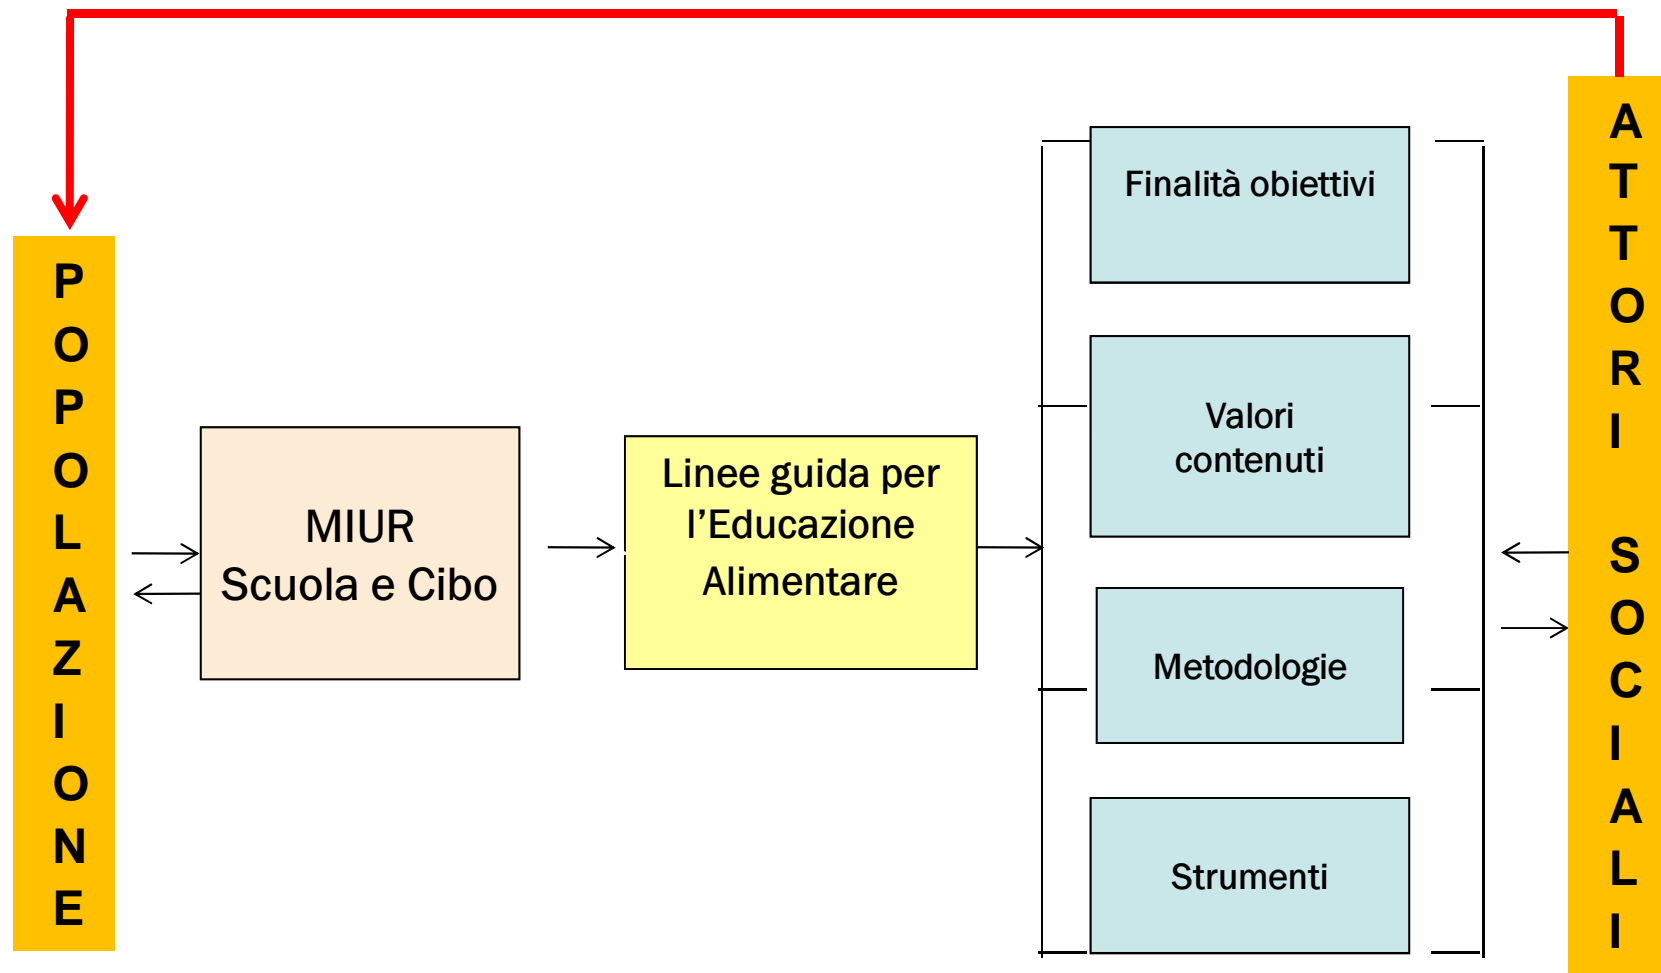 POPOLAZIONE
MIUR
Scuola e Cibo
Linee guida per
l’Educazione
Alimentare
Finalità obiettivi
Valori
contenuti
Metodologie
Strumenti
ATTORI SOCIALI